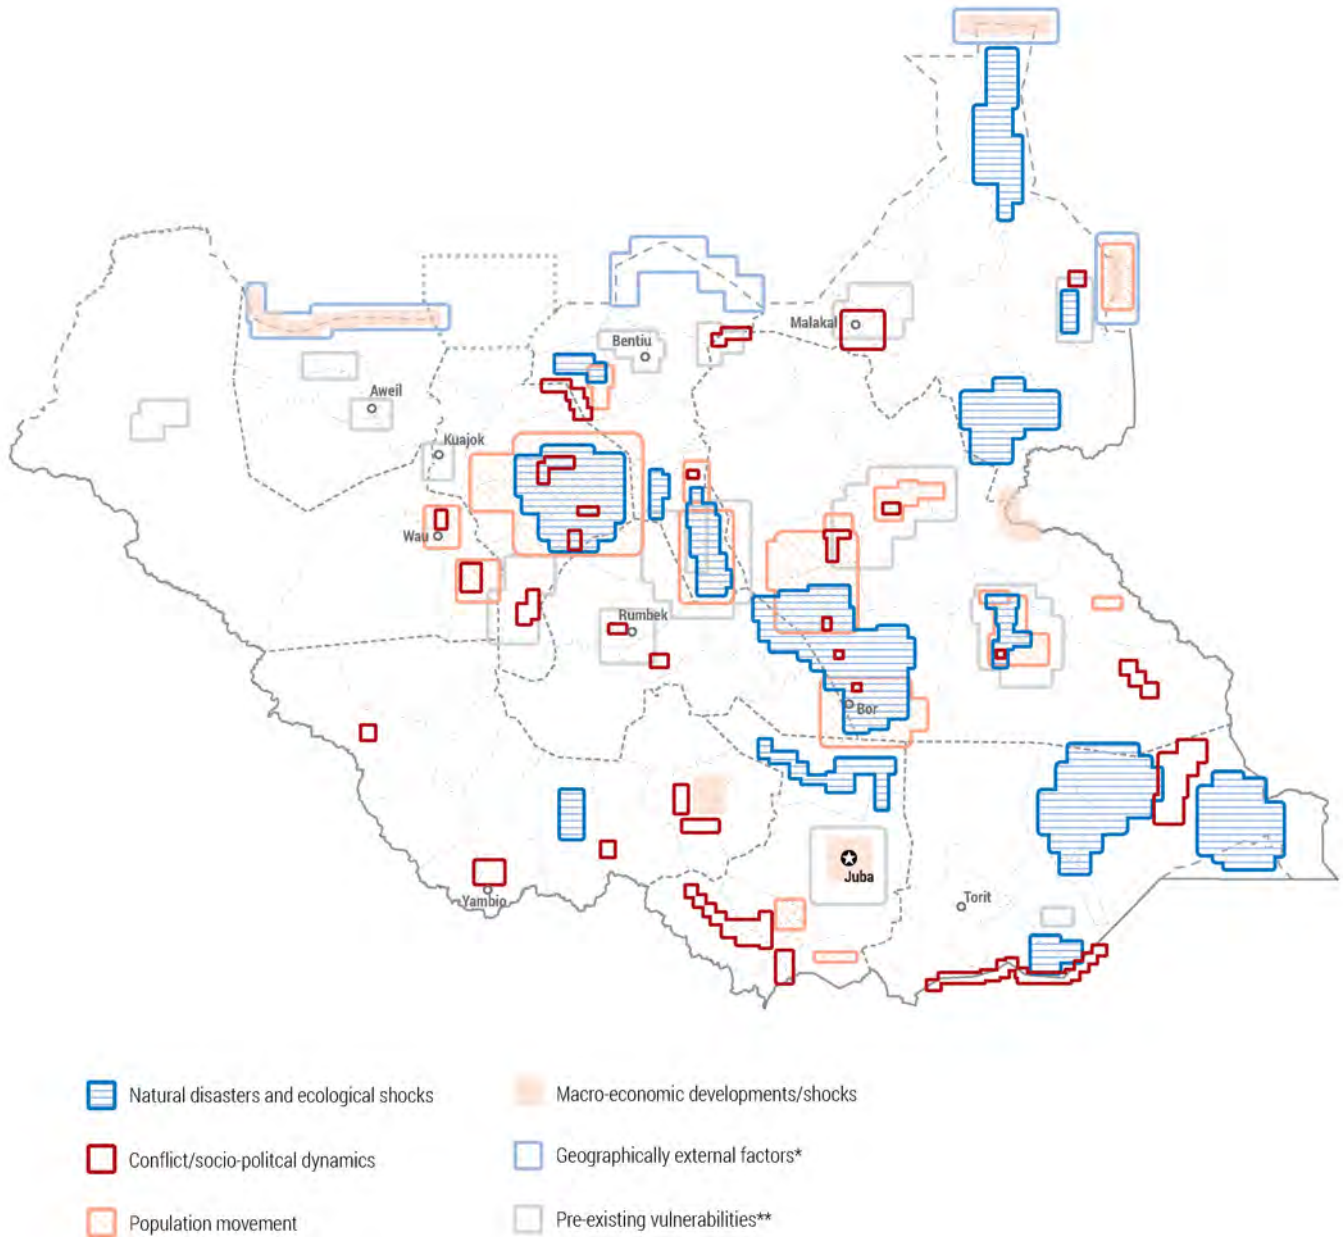 Malakal
Bentiu
Aweil
Kuajok
Wau
Rumbek
Bor
Juba
Yambio
Torit
Natural disasters and ecological shocks
Macro-economic developments/shocks
Conflict/socio-politcal dynamics
Geographically external factors*
Population movement
Pre-existing vulnerabilities**